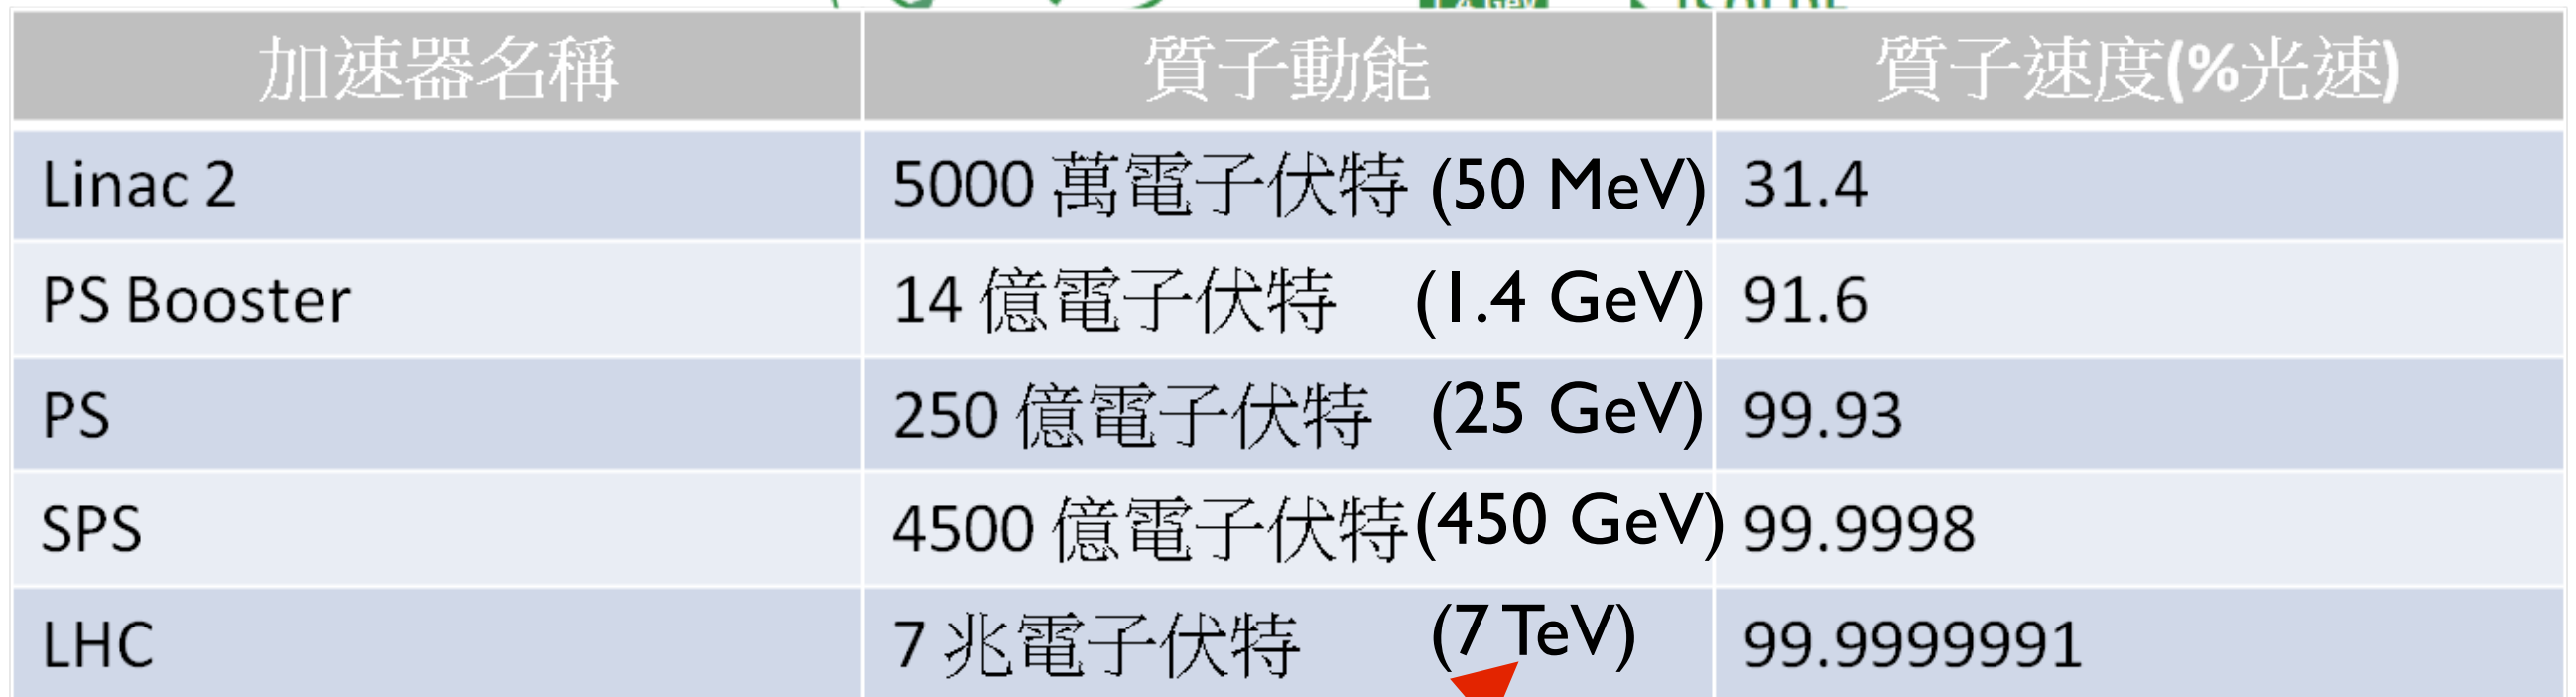 加速器名稱 質子動能 質子速度(%光速)
Linac 2 5000 萬電子伏特 (50 MeV) 31.4
PS Booster 14 億電子伏特 (1.4 GeV) 91.6
PS 250 億電子伏特 (25 GeV) 99.93
SPS 4500 億電子伏特 (450 GeV) 99.9998
LHC 7 兆電子伏特 (7 TeV) 99.9999991